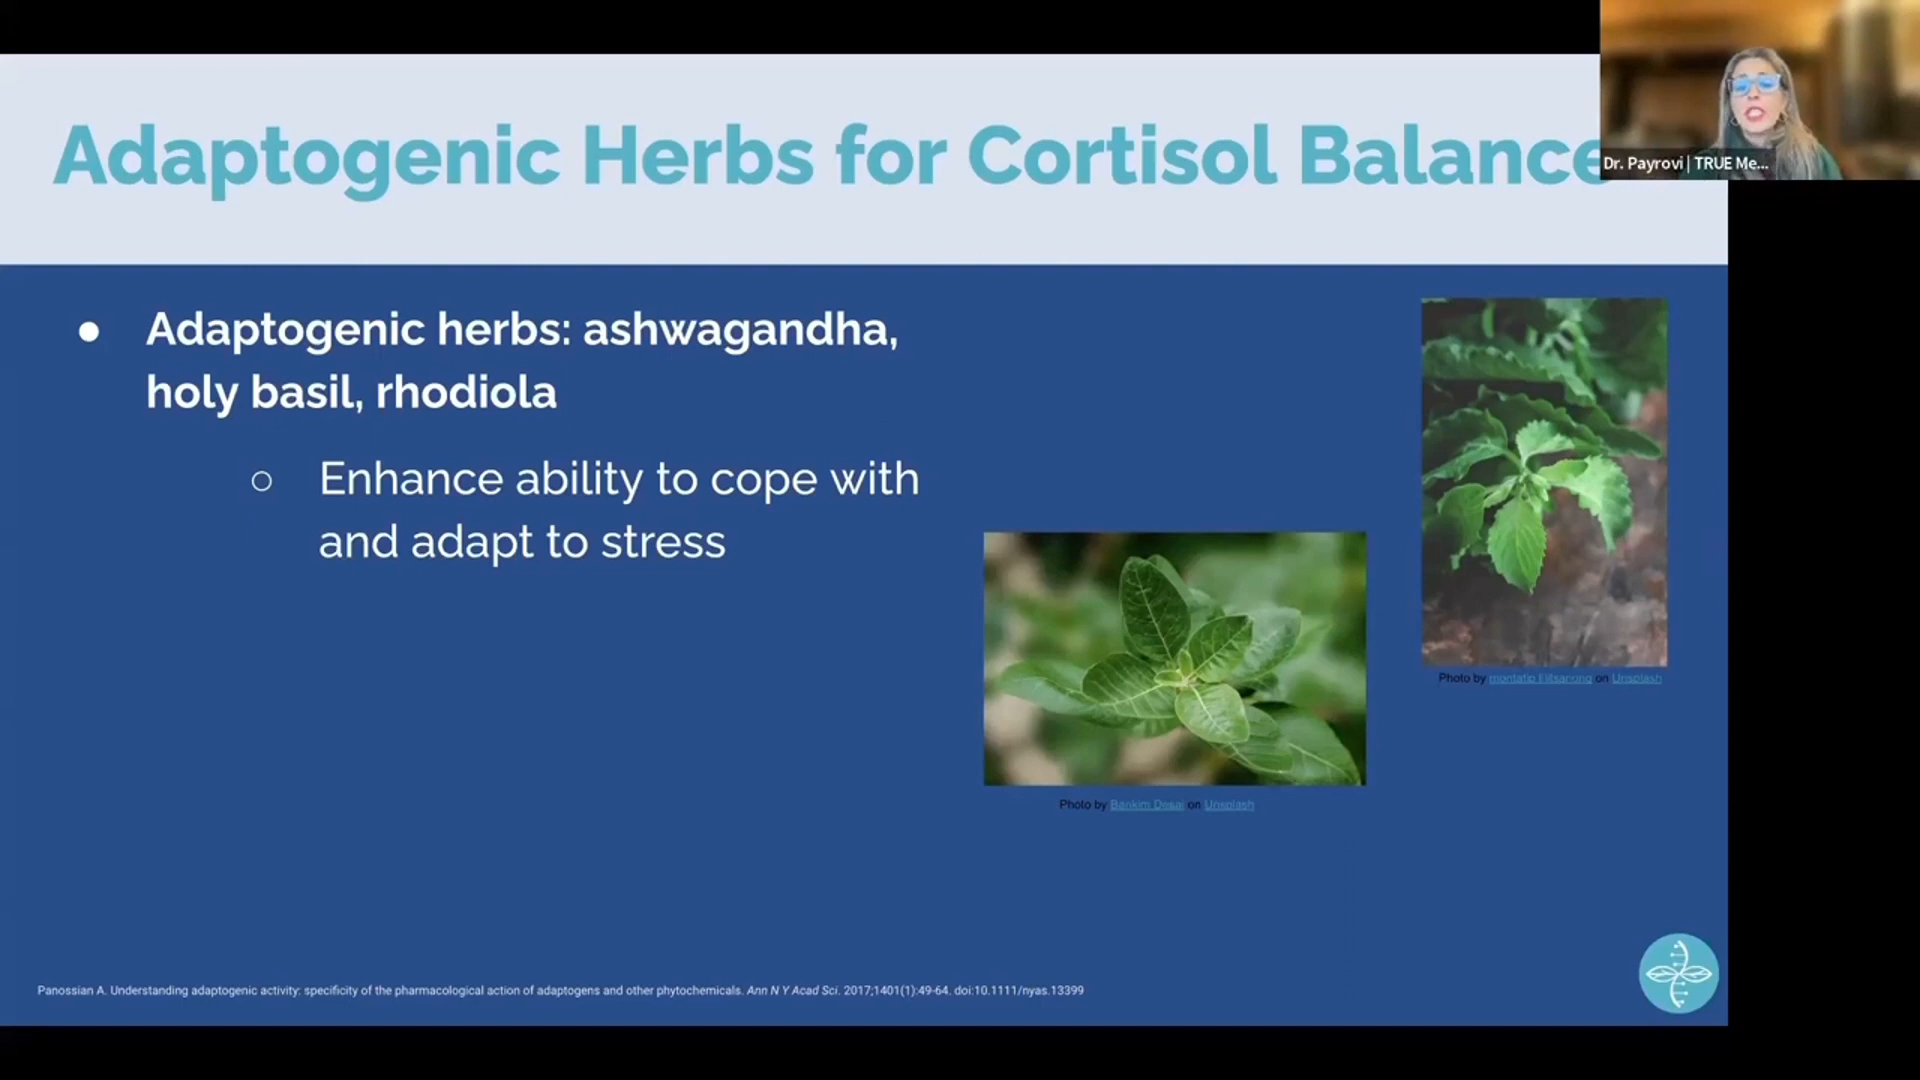 Adaptogenic Herbs for Cortisol Balance
Dr. Payrovi | TRUE Me...
● Adaptogenic herbs: ashwagandha,
holy basil, rhodiola
○ Enhance ability to cope with
and adapt to stress
Photo by on Unsplash
Photo by Bankim Desai on Unsplash
Panossian A. Understanding adaptogenic activity: specificity of the pharmacological action of adaptogens and other phytochemicals. Ann N Y Acad Sci. 2017;1401(1):49-64. doi:10.1111/nyas.13399